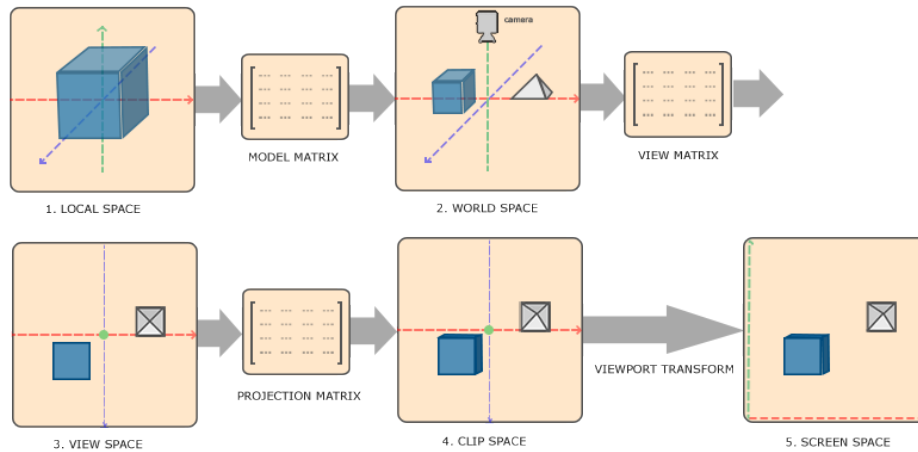 camera
MODEL MATRIX
VIEW MATRIX
1. LOCAL SPACE
2. WORLD SPACE
PROJECTION MATRIX
VIEWPORT TRANSFORM
3. VIEW SPACE
4. CLIP SPACE
5. SCREEN SPACE